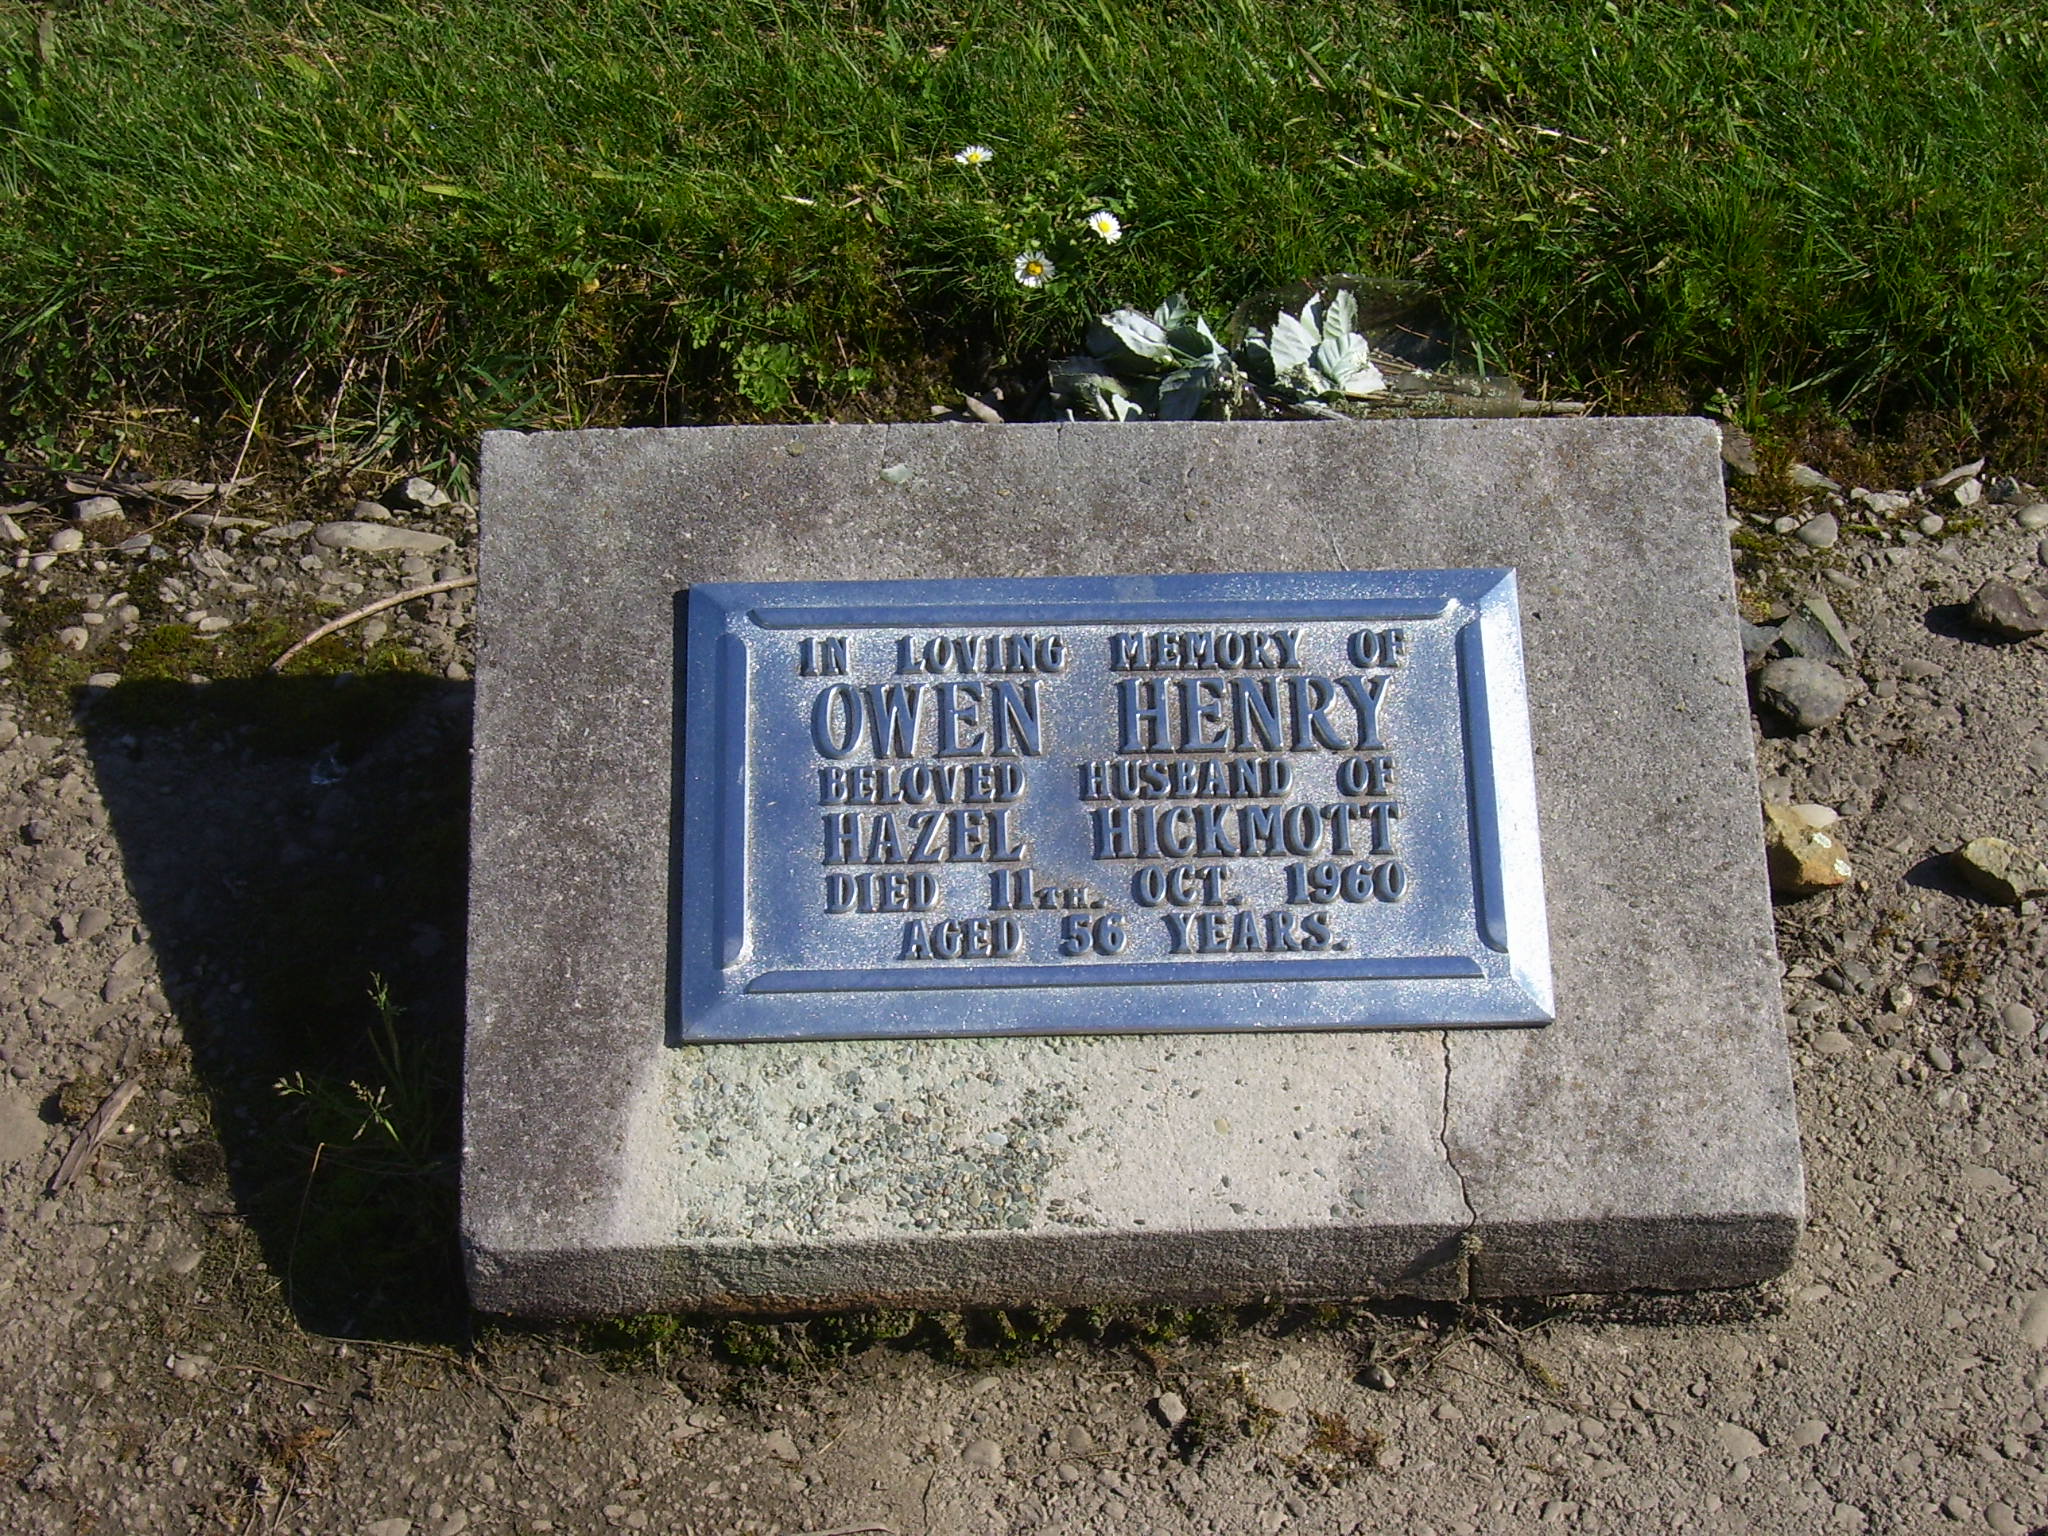 IN LOVING MEMORY OF
OWEN HENRY
BELOVED HUSBAND OF
HAZEL HICKMOTT
DIED 11TH. OCT. 1960
AGED 56 YEARS.